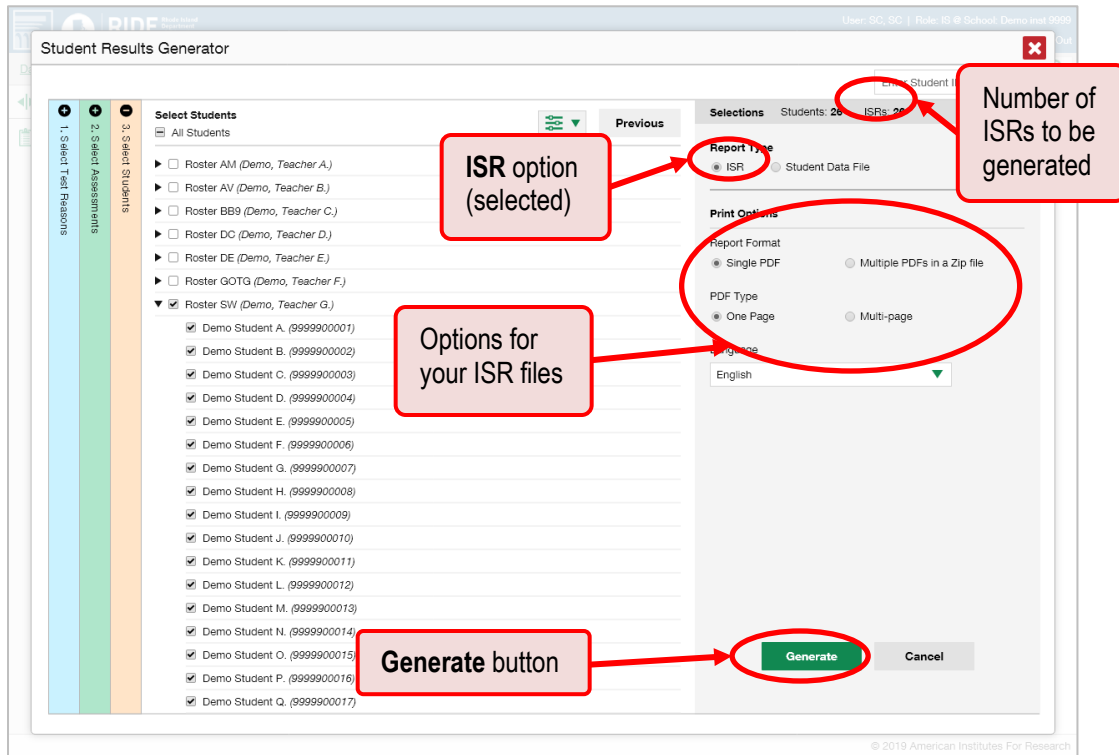 RIDE Rhode Island Department
User: SC, SC | Role: IS @ School: Demo inst 9999
Out
Student Results Generator
Enter Student
1. Select Test Reasons
2. Select Assessments
3. Select Students
Select Students
All Students
Previous
Roster AM (Demo, Teacher A.)
Roster AV (Demo, Teacher B.)
Roster BB9 (Demo, Teacher C.)
Roster DC (Demo, Teacher D.)
Roster DE (Demo, Teacher E.)
Roster GOTG (Demo, Teacher F.)
Roster SW (Demo, Teacher G.)
Demo Student A. (9999900001)
Demo Student B. (9999900002)
Demo Student C. (9999900003)
Demo Student D. (9999900004)
Demo Student E. (9999900005)
Demo Student F. (9999900006)
Demo Student G. (9999900007)
Demo Student H. (9999900008)
Demo Student I. (9999900009)
Demo Student J. (9999900010)
Demo Student K. (9999900011)
Demo Student L. (9999900012)
Demo Student M. (9999900013)
Demo Student N. (9999900014)
Demo Student O. (9999900015)
Demo Student P. (9999900016)
Demo Student Q. (9999900017)
Selections Students: 26 ISRs: 26
Report Type
ISR Student Data File
Print Options
Report Format
Single PDF Multiple PDFs in a Zip file
PDF Type
One Page Multi-page
Language
English
Generate Cancel
ISR option
(selected)
Number of
ISRs to be
generated
Options for
your ISR files
Generate button
© 2019 American Institutes For Research